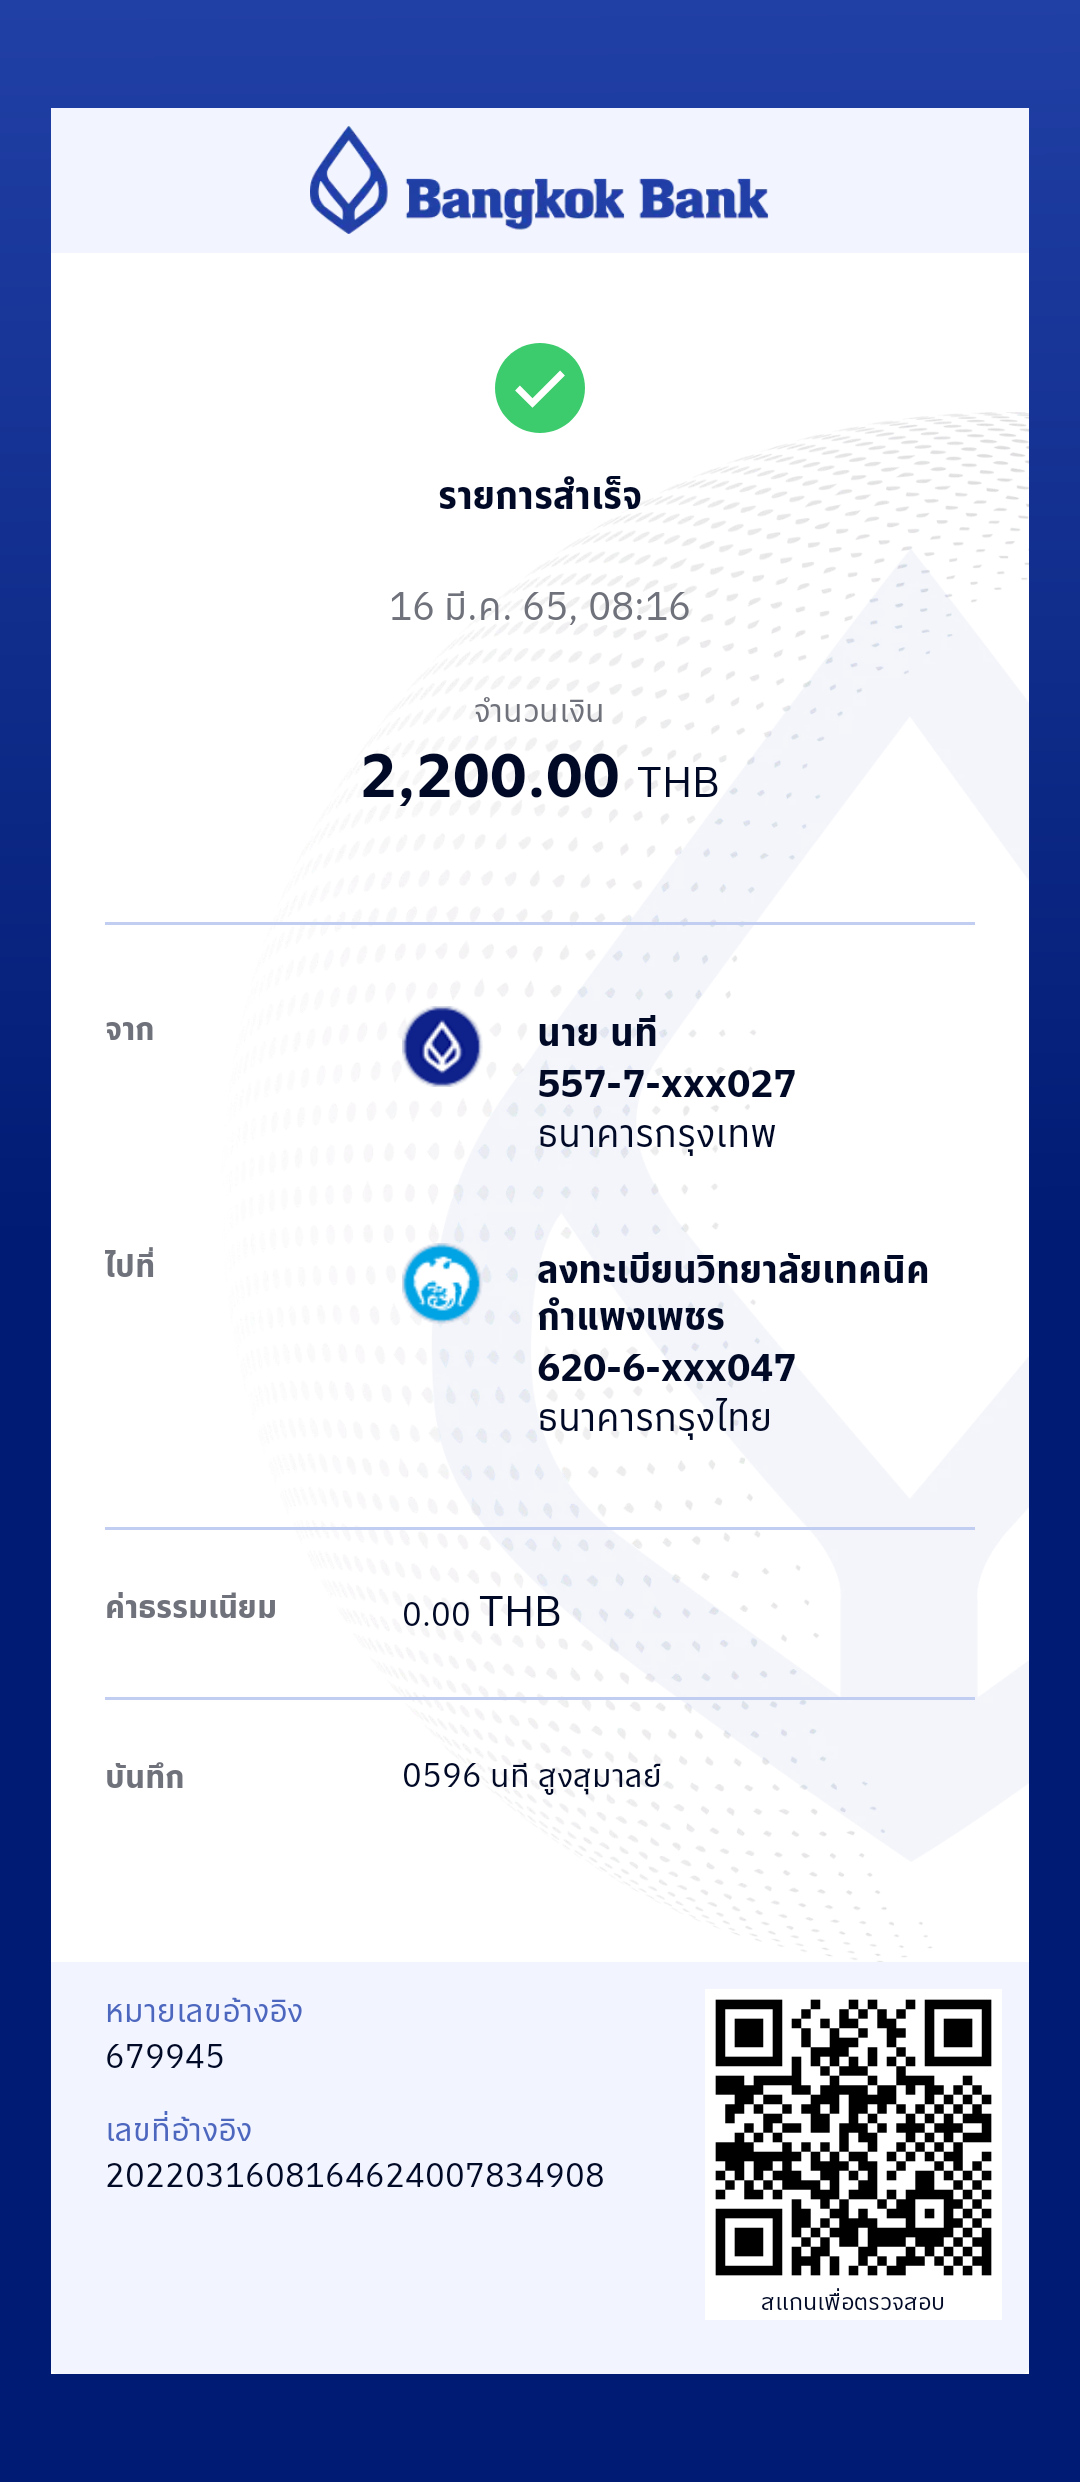 Bangkok Bank
รายการสำเร็จ
16 มี.ค. 65, 08:16
จำนวนเงิน
2,200.00 THB
จาก
นาย นที
557-7-xxx027
ธนาคารกรุงเทพ
ไปที่
ลงทะเบียนวิทยาลัยเทคนิค
กำแพงเพชร
620-6-xxx047
ธนาคารกรุงไทย
ค่าธรรมเนียม 0.00 THB
บันทึก 0596 นที สูงสุมาลย์
หมายเลขอ้างอิง
679945
เลขที่อ้างอิง
2022031608164624007834908
สแกนเพื่อตรวจสอบ